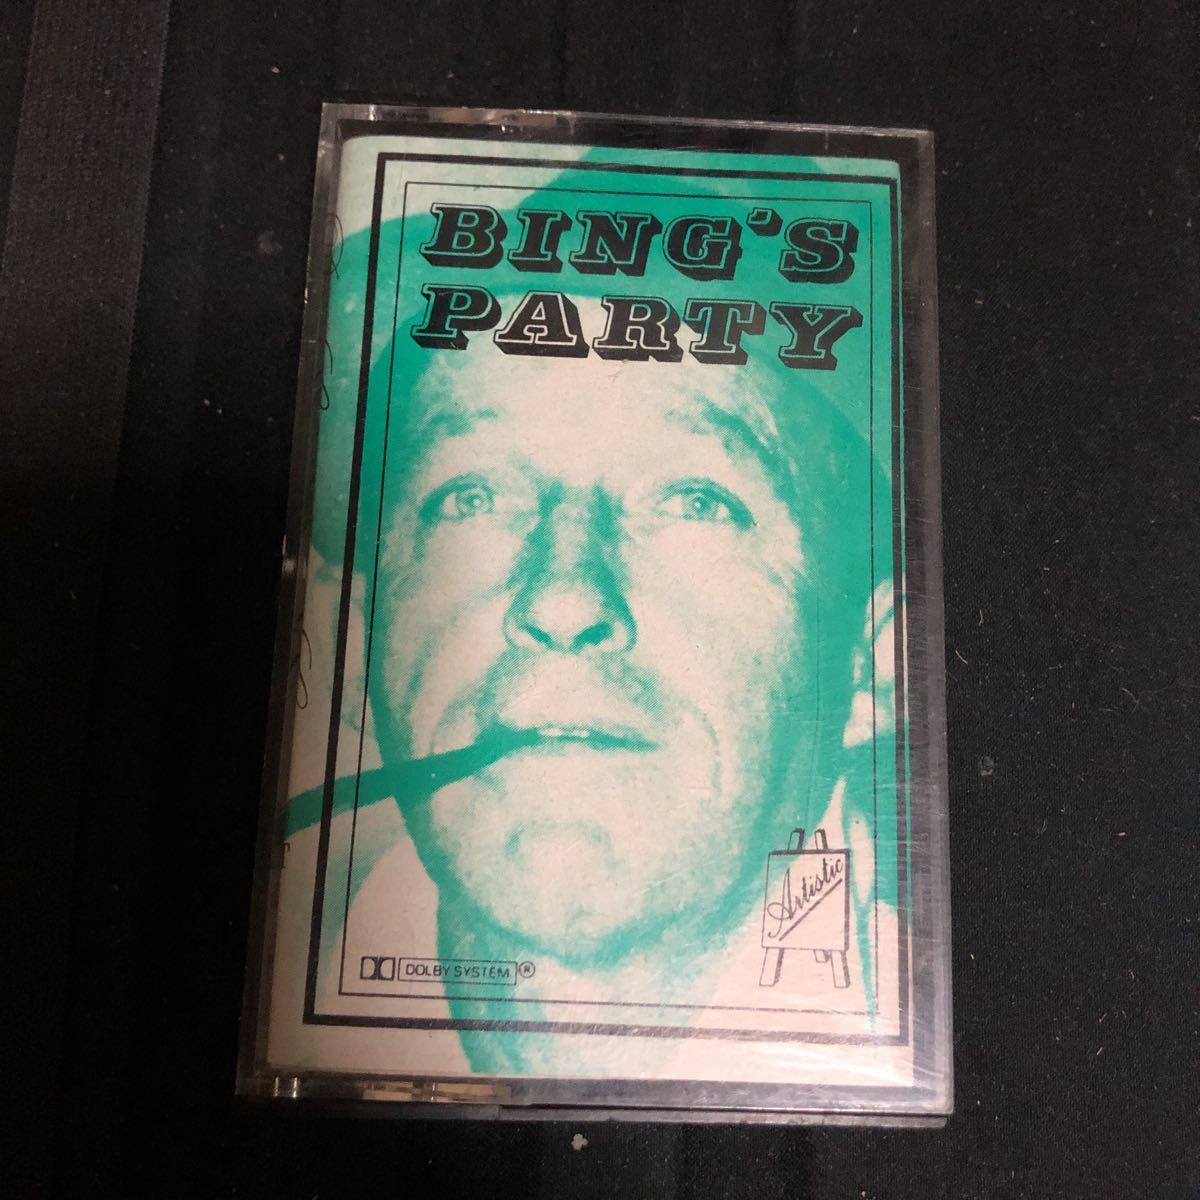 BING'S
PARTY
Artistic
DOLBY SYSTEM ®